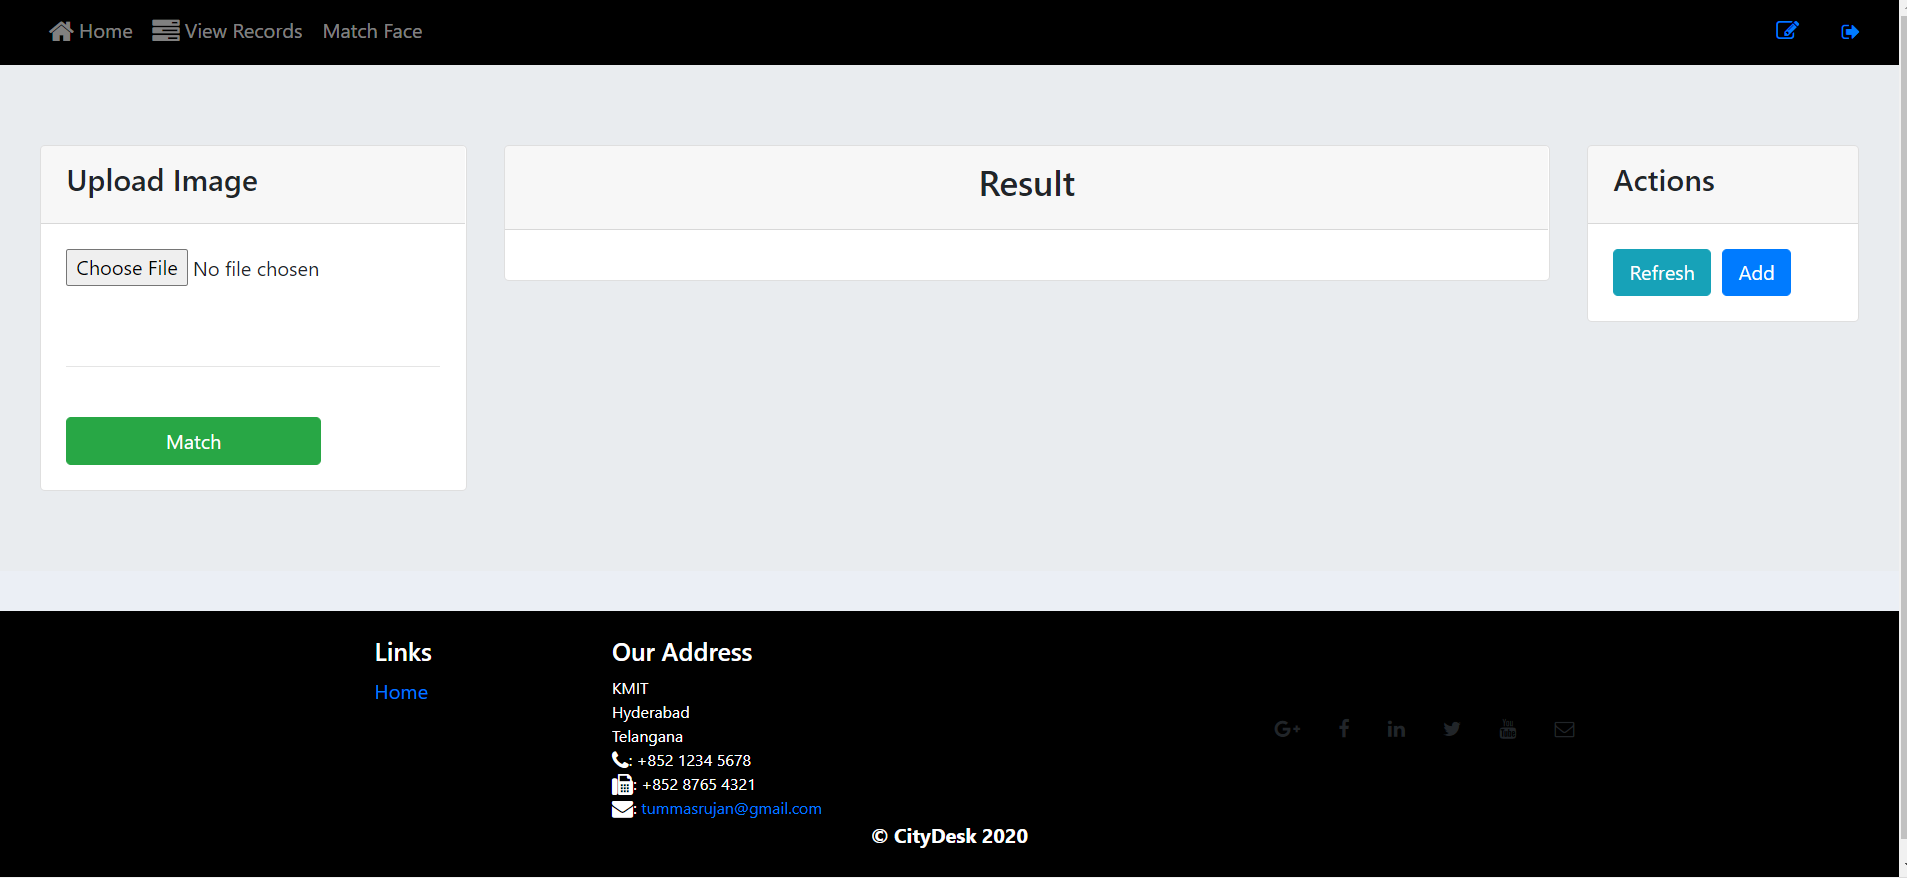 Home View Records Match Face
Upload Image
Choose File No file chosen
Match
Result
Actions
Refresh Add
Links
Home
Our Address
KMIT
Hyderabad
Telangana
: +852 1234 5678
: +852 8765 4321
: tummasrujan@gmail.com
© CityDesk 2020